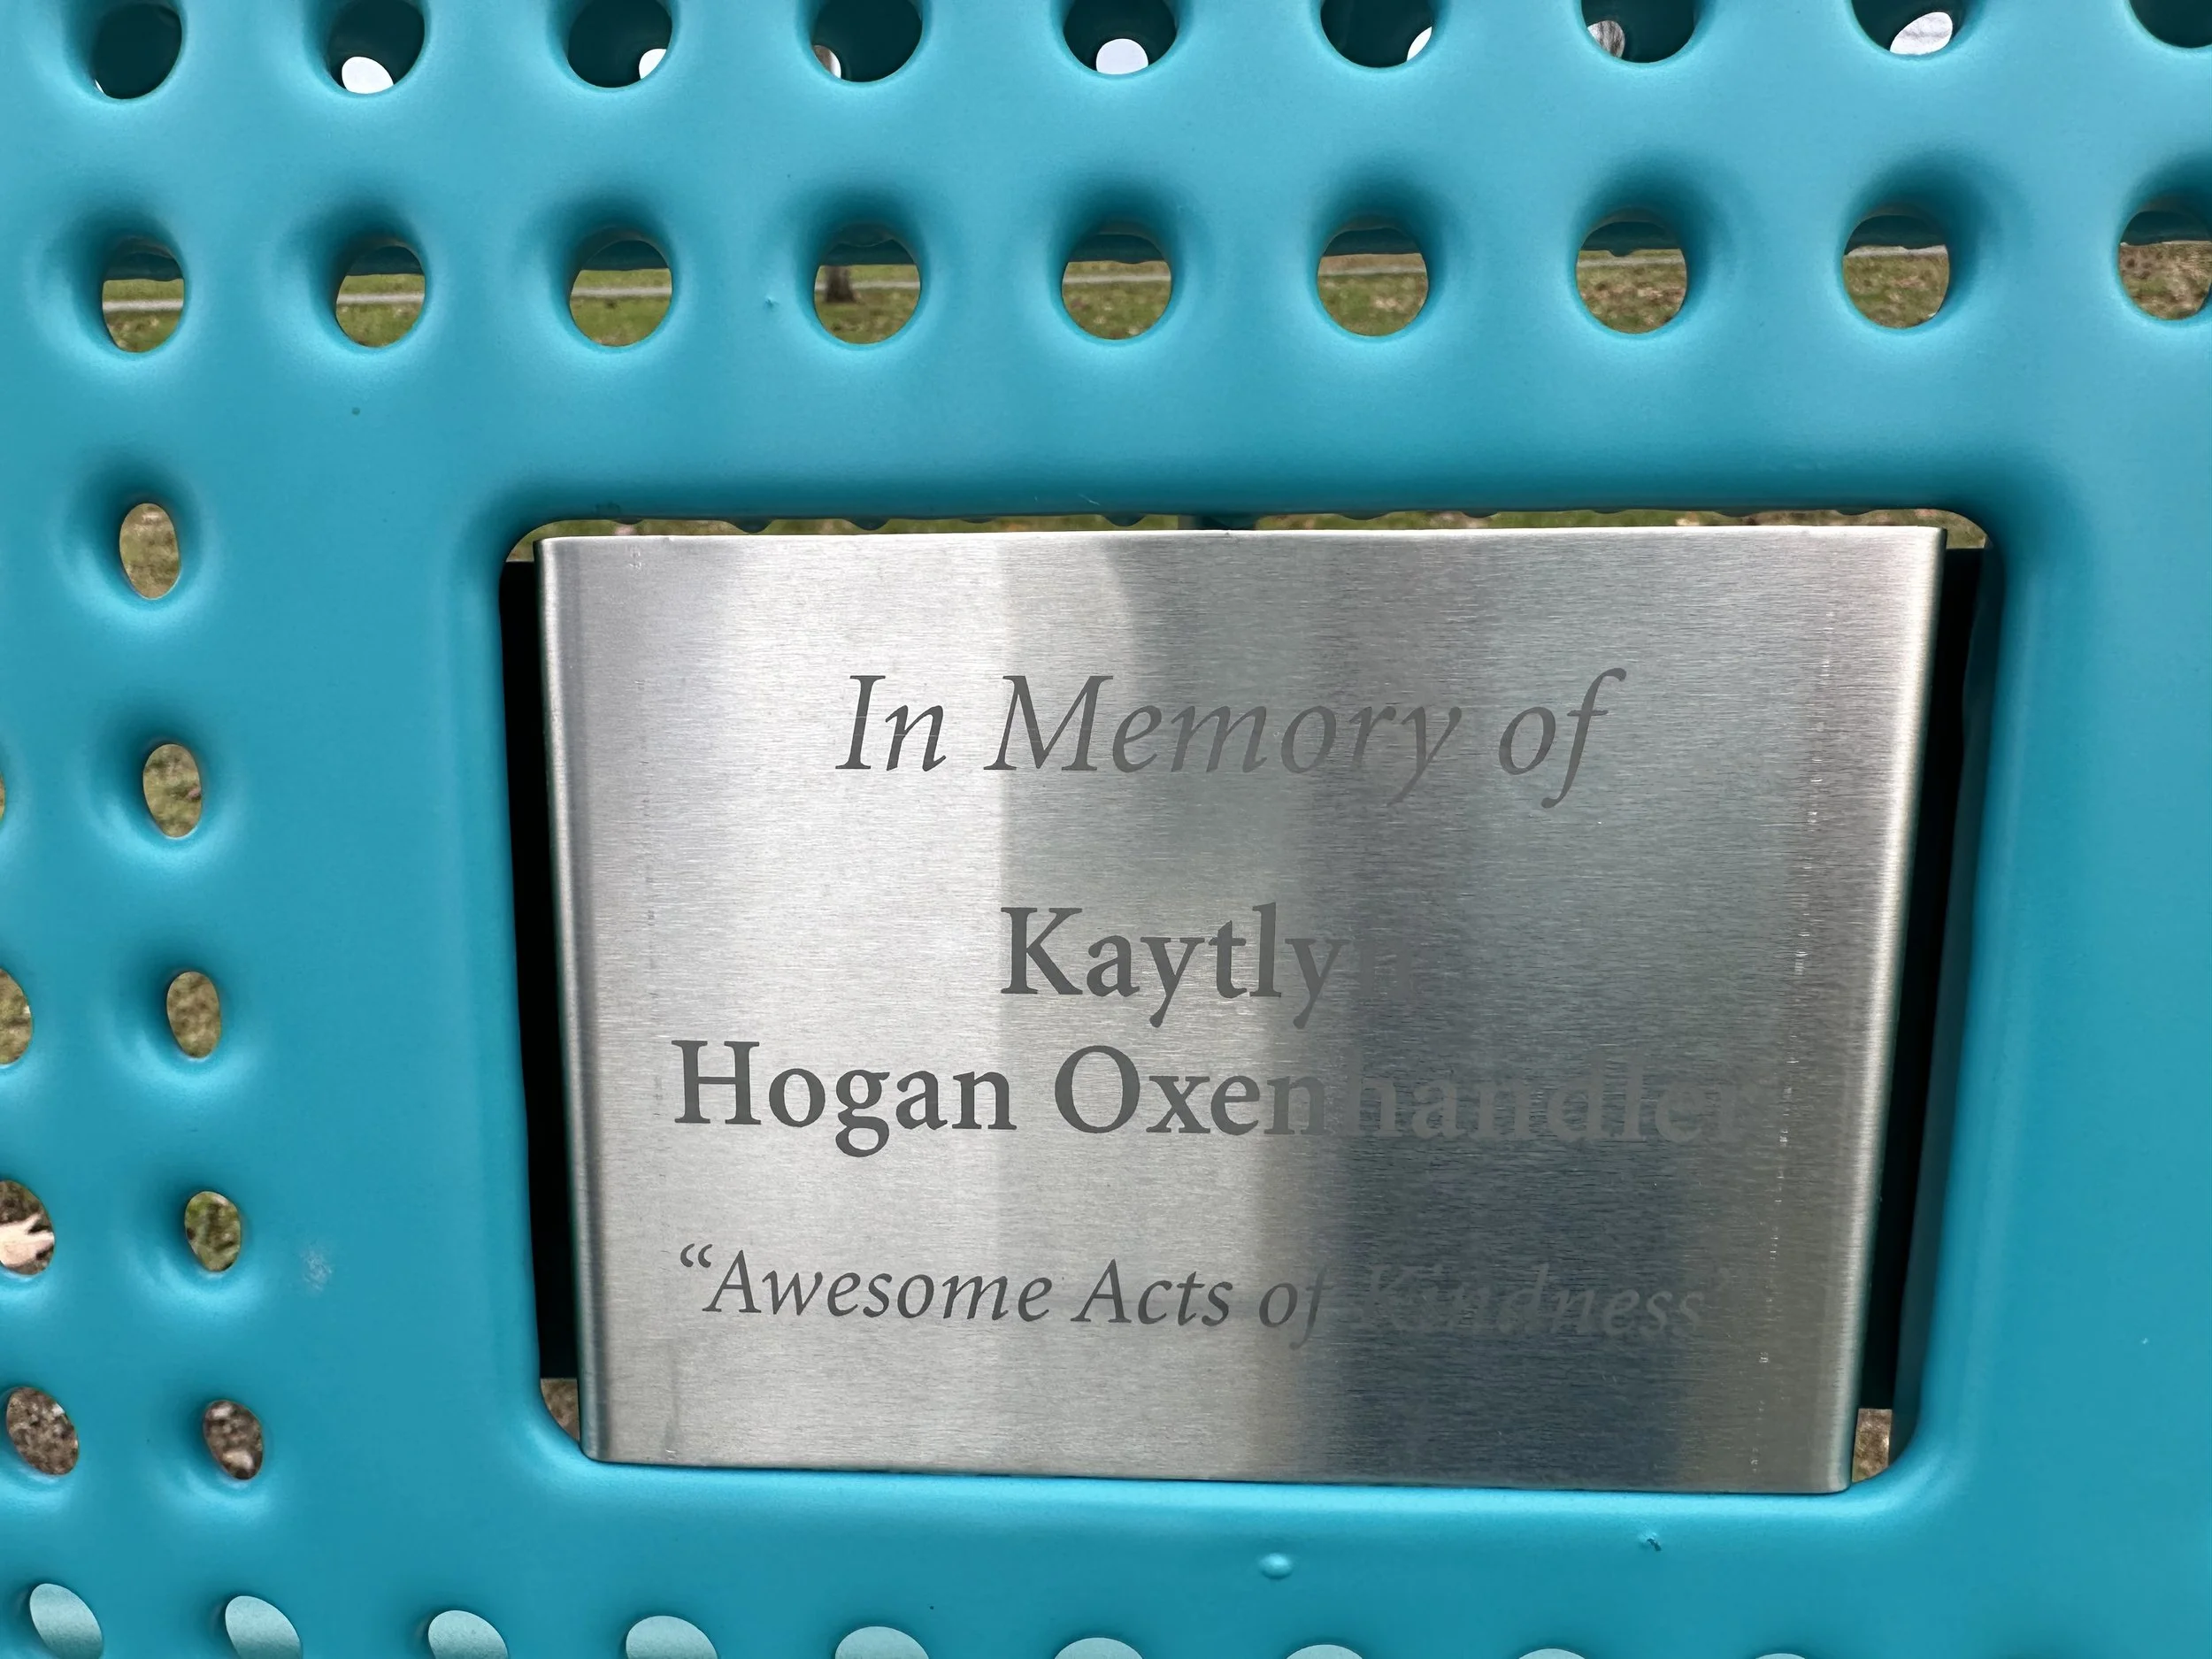 In Memory of
Kaytlyn
Hogan Oxenhandler
“Awesome Acts of Kindness”